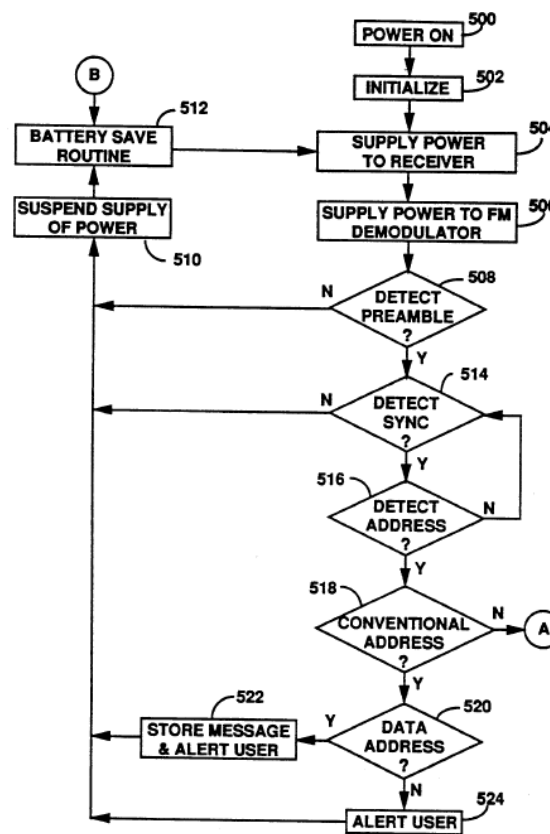 500
POWER ON
B
502
INITIALIZE
512
504
BATTERY SAVE
ROUTINE
SUPPLY POWER
TO RECEIVER
SUSPEND SUPPLY
OF POWER
506
SUPPLY POWER TO FM
DEMODULATOR
510
508
N
DETECT
PREAMBLE
?
Y
514
N
DETECT
SYNC
?
Y
516
N
DETECT
ADDRESS
?
Y
518
N
CONVENTIONAL
ADDRESS
?
A
Y
522
520
STORE MESSAGE
& ALERT USER
Y
DATA
ADDRESS
?
N
ALERT USER
524